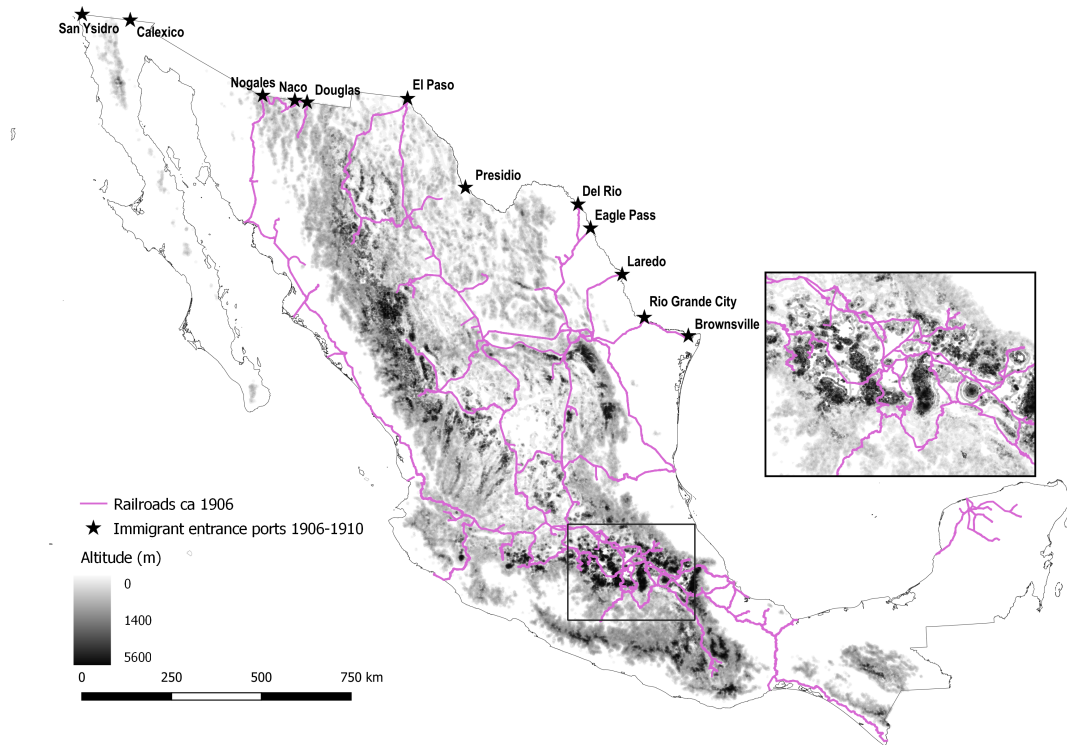 San Ysidro
Calexico
Nogales
Naco
Douglas
El Paso
Presidio
Del Rio
Eagle Pass
Laredo
Rio Grande City
Brownsville
Railroads ca 1906
Immigrant entrance ports 1906-1910
Altitude (m)
0
1400
5600
0 250 500 750 km